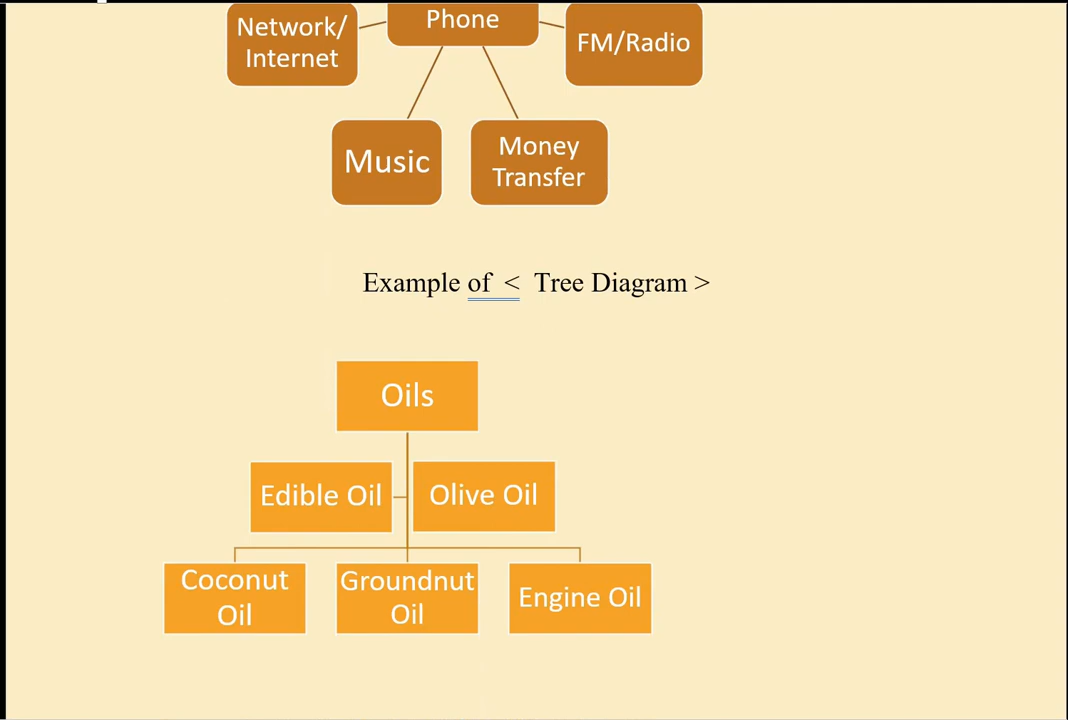 Phone
Network/
Internet
FM/Radio
Music
Money
Transfer
Example of < Tree Diagram >
Oils
Edible Oil
Olive Oil
Coconut
Oil
Groundnut
Oil
Engine Oil